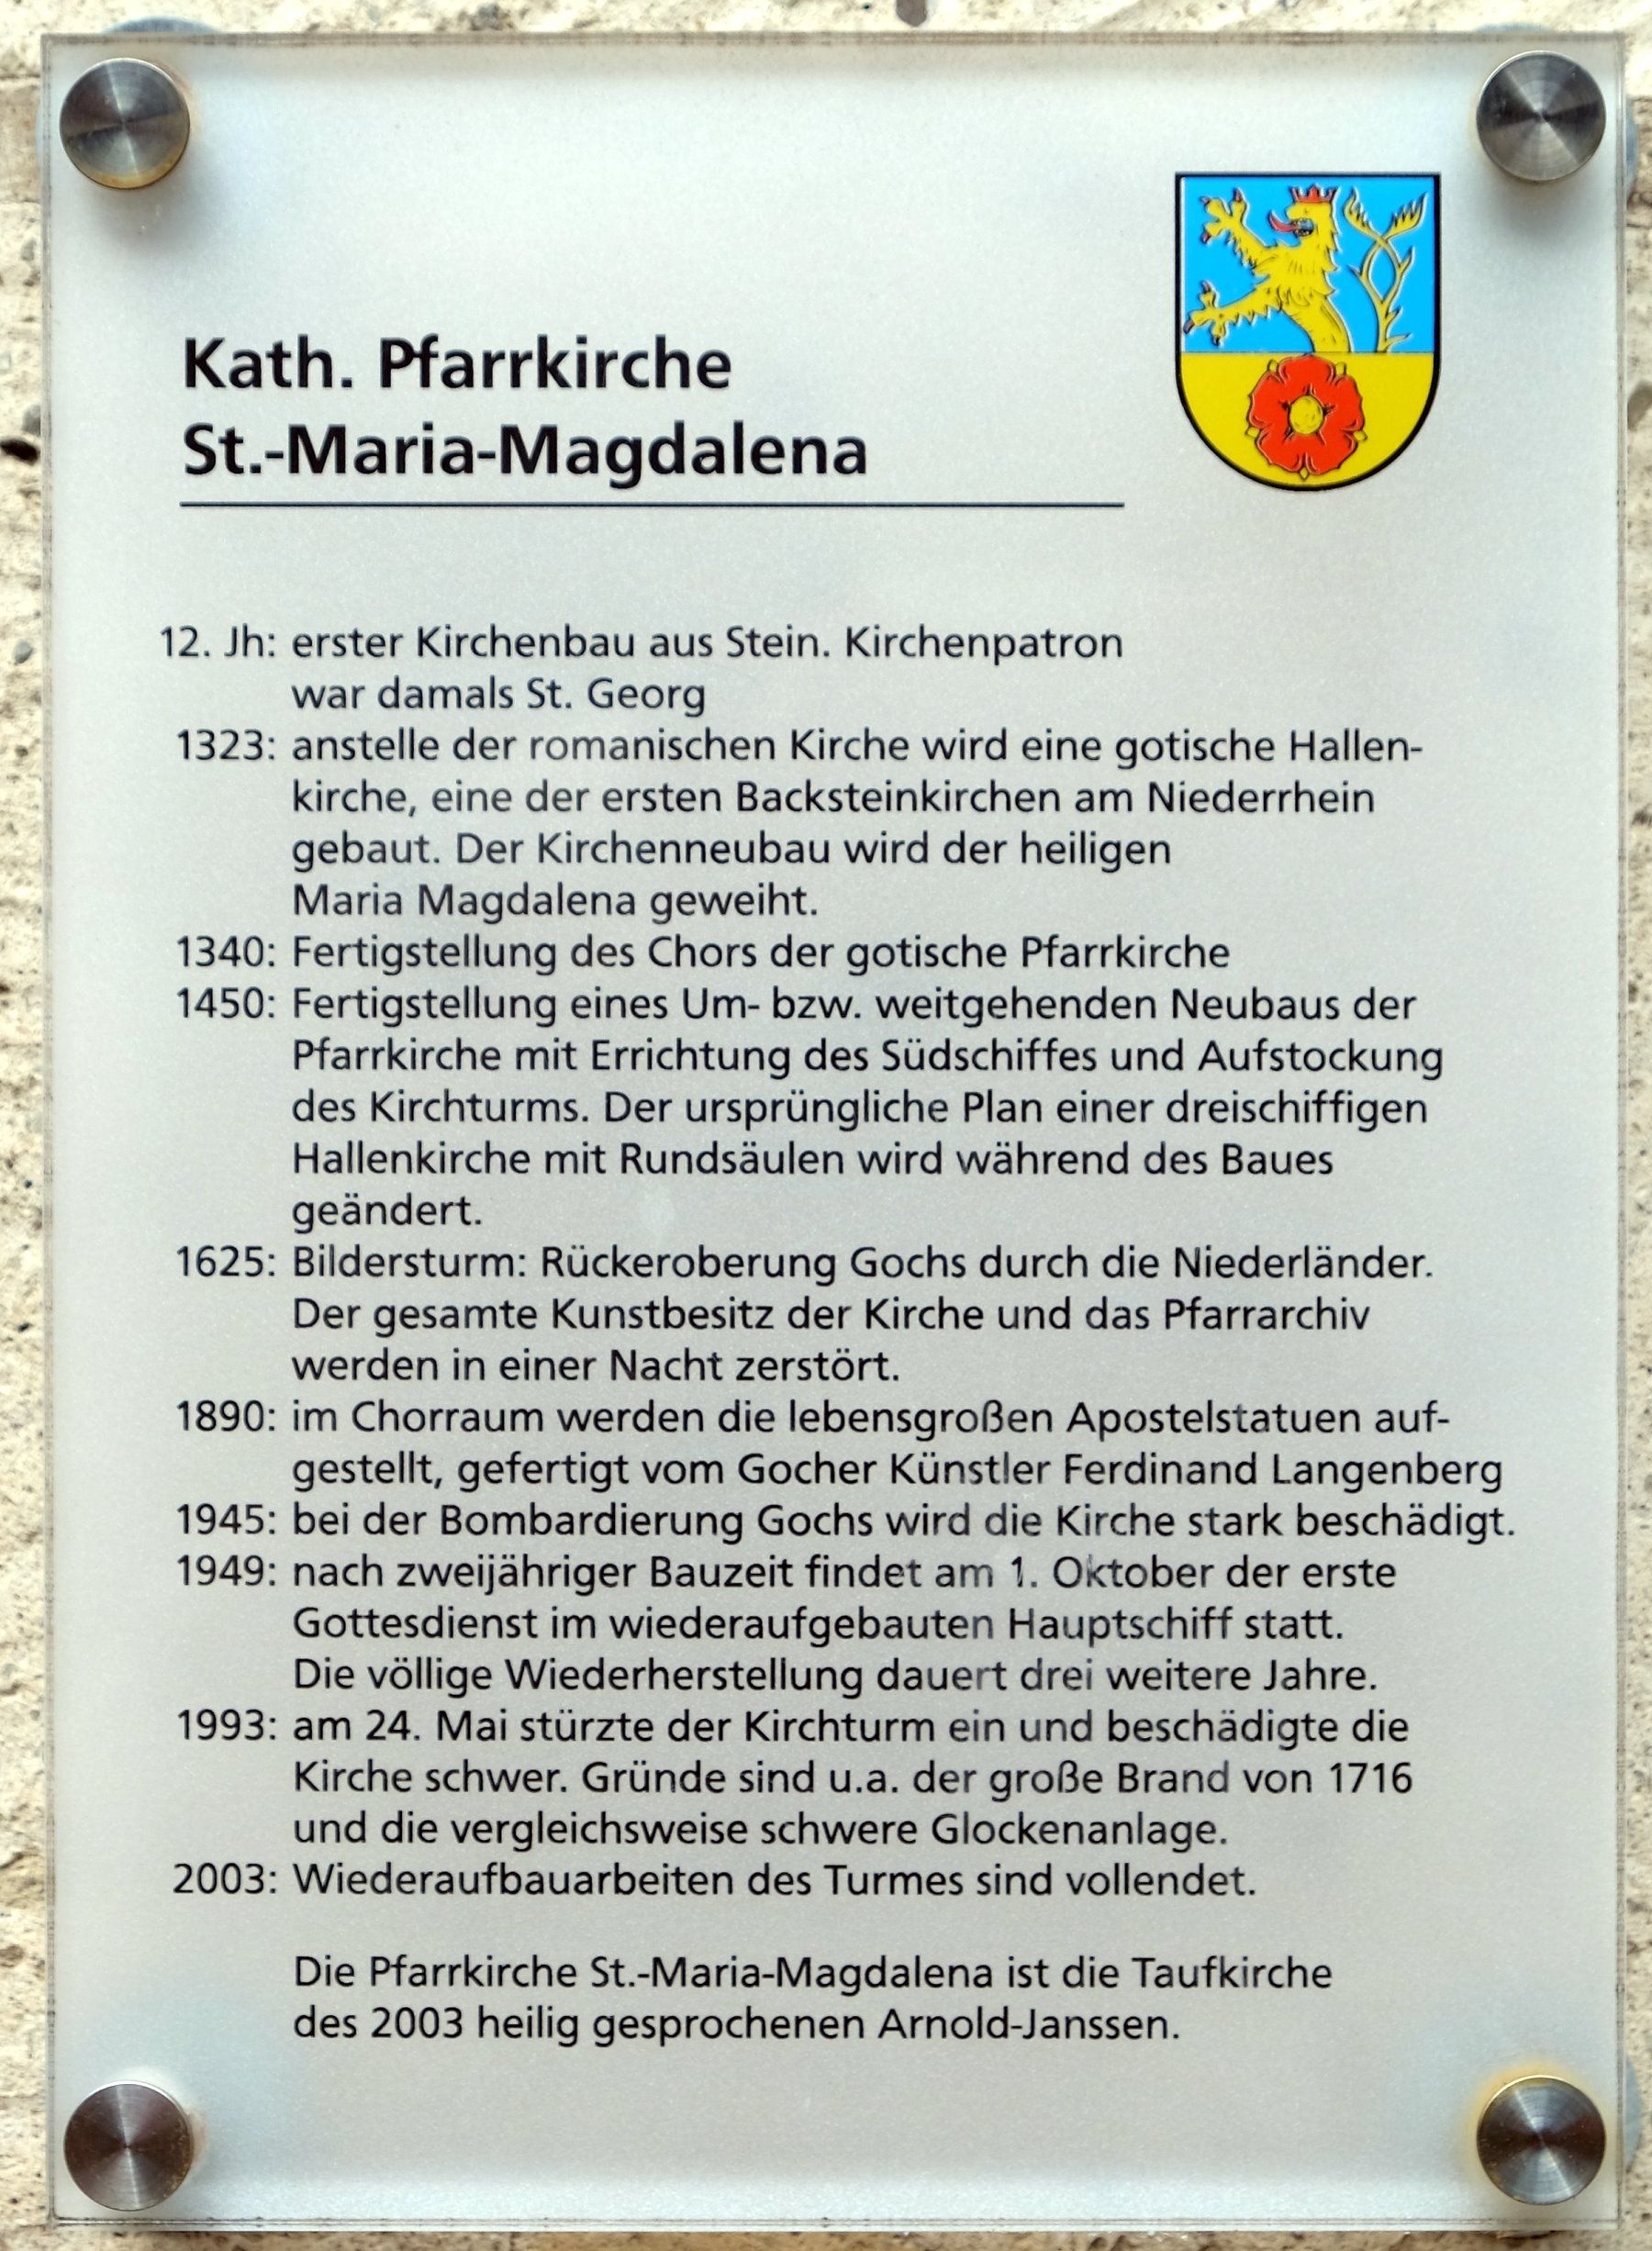 Kath. Pfarrkirche
St.-Maria-Magdalena
12. Jh: erster Kirchenbau aus Stein. Kirchenpatron
war damals St. Georg
1323: anstelle der romanischen Kirche wird eine gotische Hallen-
kirche, eine der ersten Backsteinkirchen am Niederrhein
gebaut. Der Kirchenneubau wird der heiligen
Maria Magdalena geweiht.
1340: Fertigstellung des Chors der gotische Pfarrkirche
1450: Fertigstellung eines Um- bzw. weitgehenden Neubaus der
Pfarrkirche mit Errichtung des Südschiffes und Aufstockung
des Kirchturms. Der ursprüngliche Plan einer dreischiffigen
Hallenkirche mit Rundsäulen wird während des Baues
geändert.
1625: Bildersturm: Rückeroberung Gochs durch die Niederländer.
Der gesamte Kunstbesitz der Kirche und das Pfarrarchiv
werden in einer Nacht zerstört.
1890: im Chorraum werden die lebensgroßen Apostelstatuen auf-
gestellt, gefertigt vom Gocher Künstler Ferdinand Langenberg
1945: bei der Bombardierung Gochs wird die Kirche stark beschädigt.
1949: nach zweijähriger Bauzeit findet am 1. Oktober der erste
Gottesdienst im wiederaufgebauten Hauptschiff statt.
Die völlige Wiederherstellung dauert drei weitere Jahre.
1993: am 24. Mai stürzte der Kirchturm ein und beschädigte die
Kirche schwer. Gründe sind u.a. der große Brand von 1716
und die vergleichsweise schwere Glockenanlage.
2003: Wiederaufbauarbeiten des Turmes sind vollendet.
Die Pfarrkirche St.-Maria-Magdalena ist die Taufkirche
des 2003 heilig gesprochenen Arnold-Janssen.